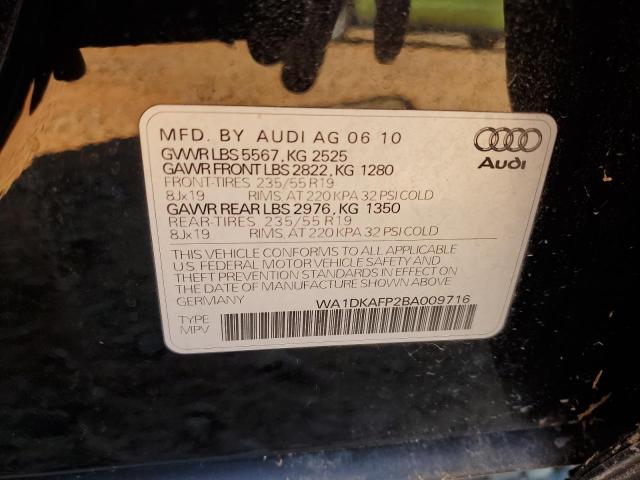 MFD. BY AUDI AG 06 10
GVWR LBS 5567, KG 2525
GAWR FRONT LBS 2822, KG 1280
FRONT-TIRES 235/55 R19
8Jx19 RIMS, AT 220 KPA 32 PSI COLD
GAWR REAR LBS 2976, KG 1350
REAR-TIRES 235/55 R19
8Jx19 RIMS, AT 220 KPA 32 PSI COLD
THIS VEHICLE CONFORMS TO ALL APPLICABLE
U.S. FEDERAL MOTOR VEHICLE SAFETY AND
THEFT PREVENTION STANDARDS IN EFFECT ON
THE DATE OF MANUFACTURE SHOWN ABOVE
GERMANY WA1DKAFP2BA009716
TYPE
MPV
Audi